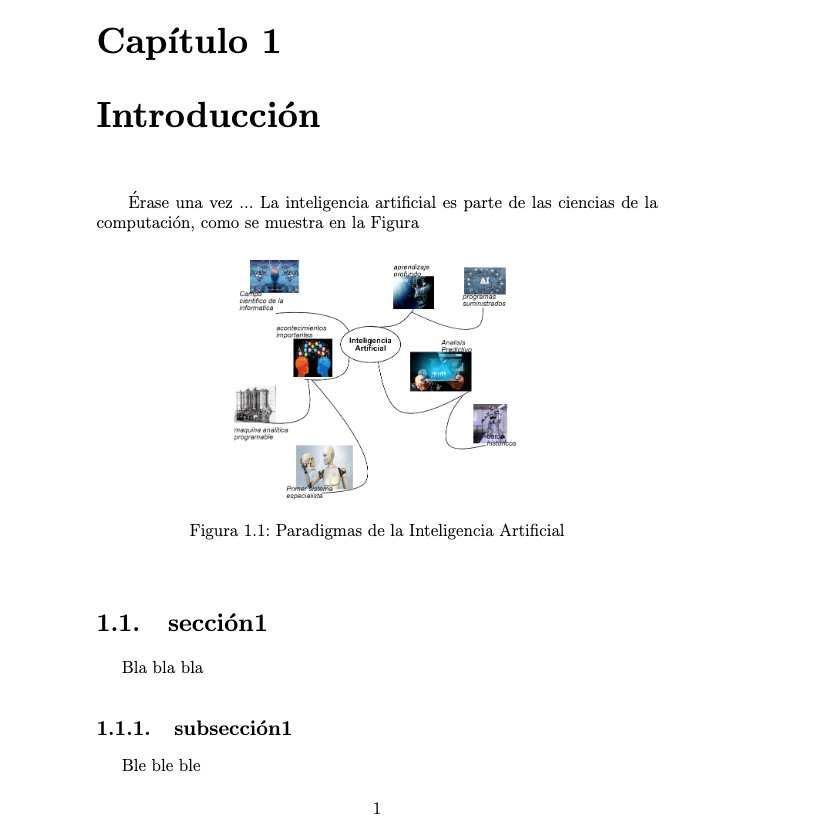 Capítulo 1
Introducción
Érase una vez ... La inteligencia artificial es parte de las ciencias de la
computación, como se muestra en la Figura
Campo
cientifico de la
informatica
aprendizaje
profundo
AI
programas
suministrados
acontecimientos
importantes
Inteligencia
Artificial
Analisis
Predictivo
maquina analitica
programable
datos
historicos
Primer sistema
especialista
Figura 1.1: Paradigmas de la Inteligencia Artificial
1.1. sección1
Bla bla bla
1.1.1. subsección1
Ble ble ble
1